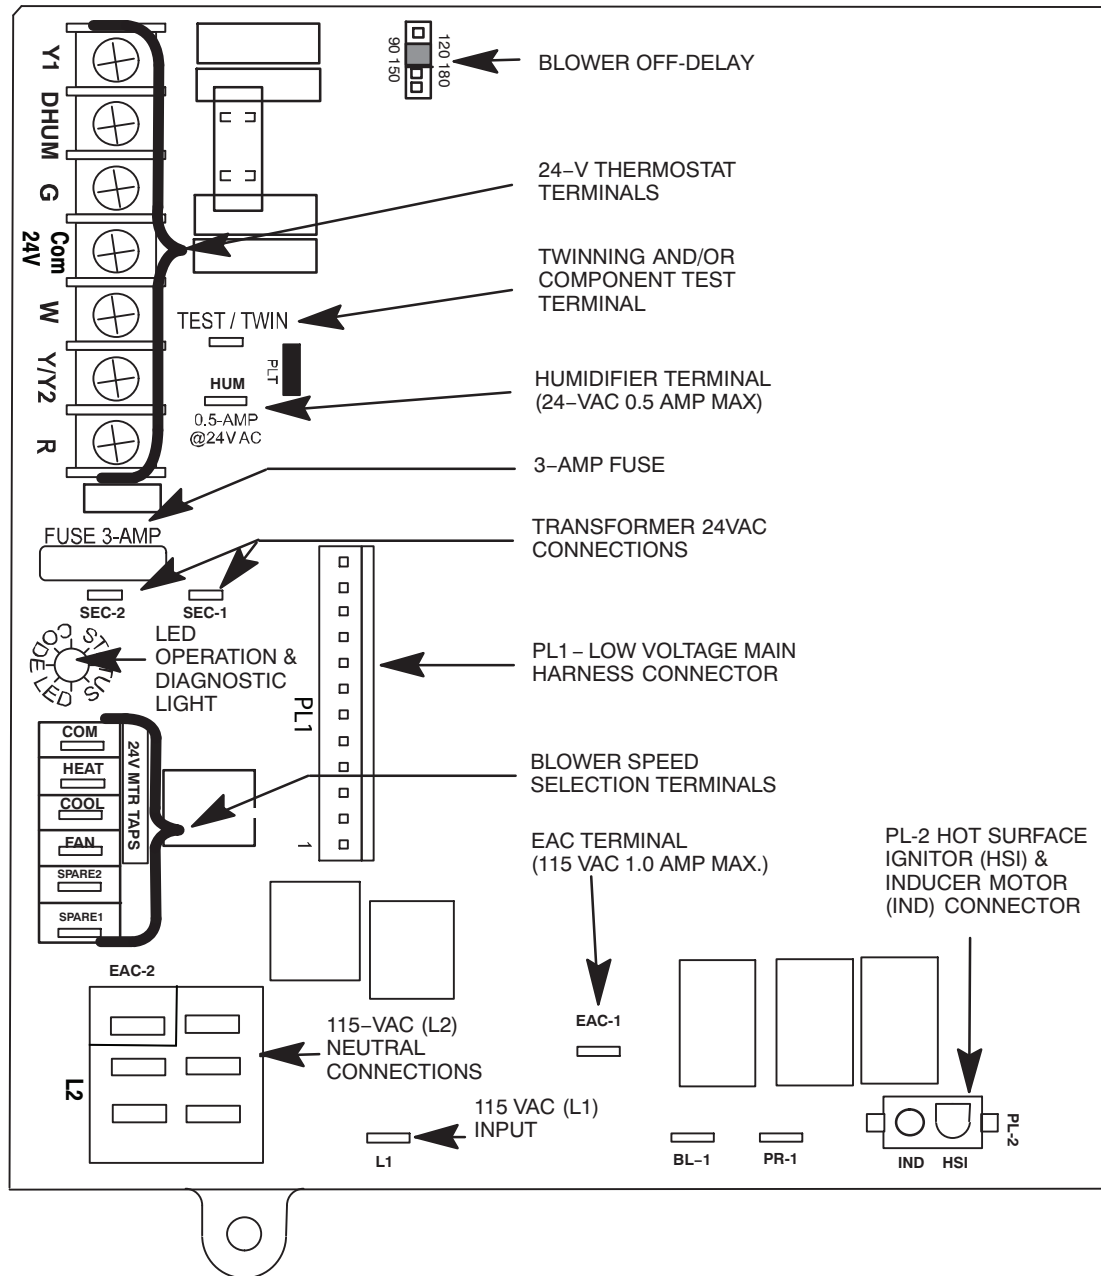 Y1
DHUM
G
Com
24V
W
Y/Y2
R
120 180
90 150
BLOWER OFF-DELAY
24–V THERMOSTAT
TERMINALS
TWINNING AND/OR
COMPONENT TEST
TERMINAL
TEST / TWIN
PLT
HUM
0.5-AMP
@24VAC
HUMIDIFIER TERMINAL
(24–VAC 0.5 AMP MAX)
3–AMP FUSE
FUSE 3-AMP
TRANSFORMER 24VAC
CONNECTIONS
SEC-2
SEC-1
STATUS
CODE LED
LED
OPERATION &
DIAGNOSTIC
LIGHT
PL1 – LOW VOLTAGE MAIN
HARNESS CONNECTOR
PL1
1
COM
HEAT
COOL
FAN
SPARE2
SPARE1
24V MTR TAPS
BLOWER SPEED
SELECTION TERMINALS
EAC TERMINAL
(115 VAC 1.0 AMP MAX.)
PL-2 HOT SURFACE
IGNITOR (HSI) &
INDUCER MOTOR
(IND) CONNECTOR
EAC-2
L2
115–VAC (L2)
NEUTRAL
CONNECTIONS
EAC-1
115 VAC (L1)
INPUT
L1
BL–1
PR-1
IND
HSI
PL-2